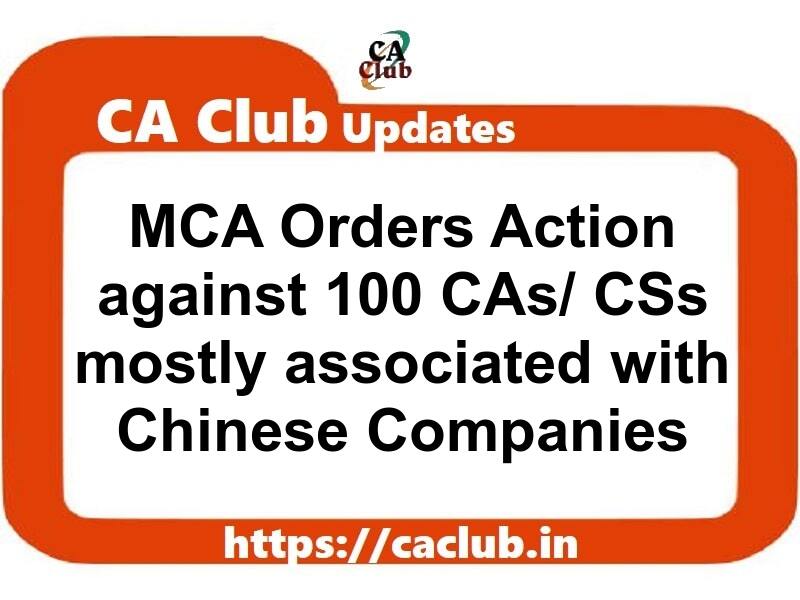 CA
Club
CA Club Updates
MCA Orders Action
against 100 CAs/ CSs
mostly associated with
Chinese Companies
https://caclub.in